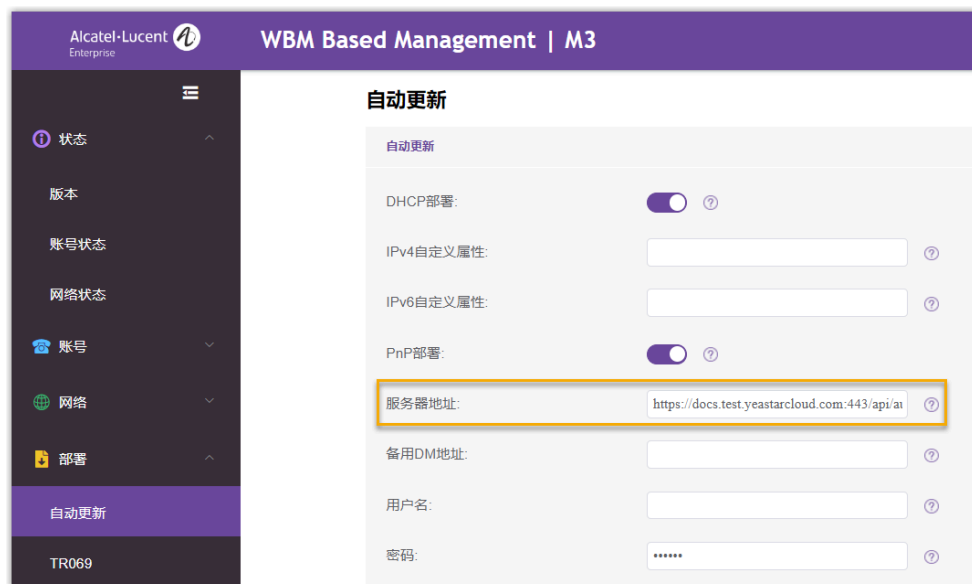 Alcatel·Lucent
Enterprise
WBM Based Management | M3
状态
版本
账号状态
网络状态
账号
网络
部署
自动更新
TR069
自动更新
自动更新
DHCP部署:
IPv4自定义属性:
IPv6自定义属性:
PnP部署:
服务器地址: https://docs.test.yeastarcloud.com:443/api/au
备用DM地址:
用户名:
密码: ••••••